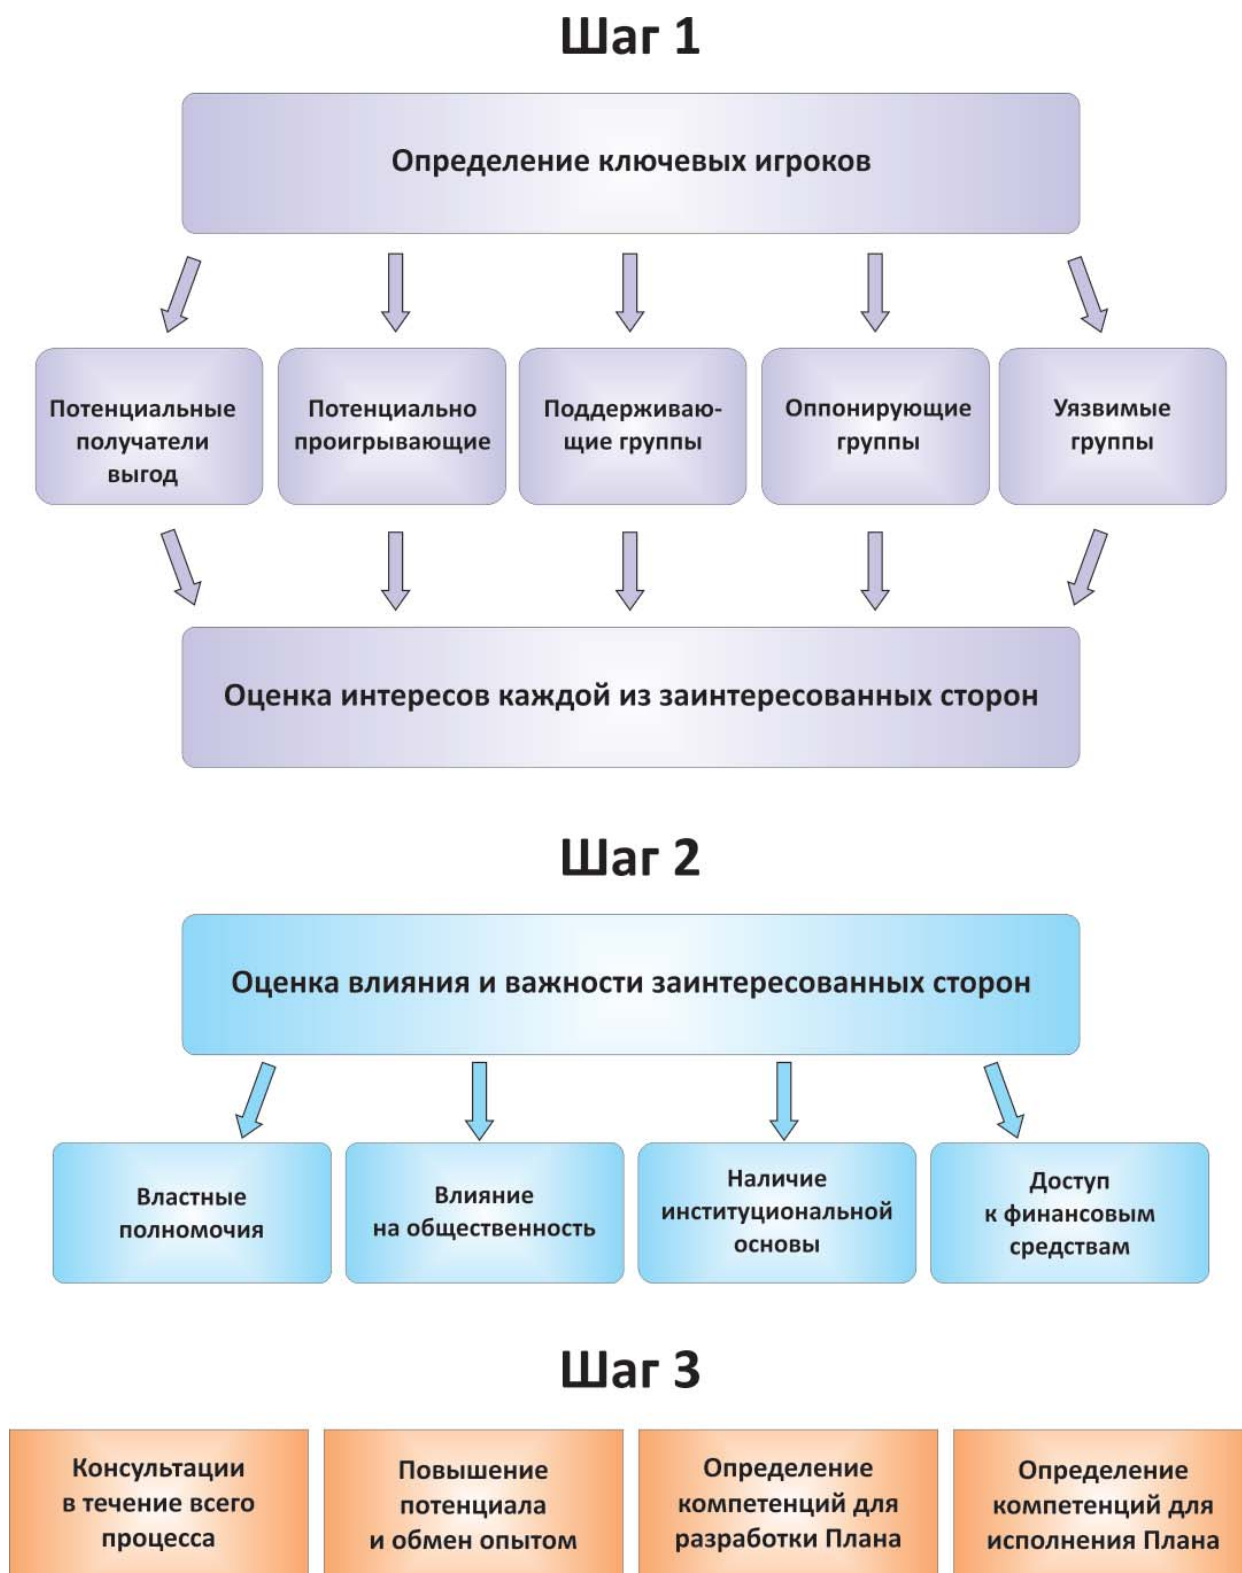 Шаг 1
Определение ключевых игроков
Потенциальные
получатели
выгод
Потенциально
проигрывающие
Поддерживаю-
щие группы
Оппонирующие
группы
Уязвимые
группы
Оценка интересов каждой из заинтересованных сторон
Шаг 2
Оценка влияния и важности заинтересованных сторон
Властные
полномочия
Влияние
на общественность
Наличие
институциональной
основы
Доступ
к финансовым
средствам
Шаг 3
Консультации
в течение всего
процесса
Повышение
потенциала
и обмен опытом
Определение
компетенций для
разработки Плана
Определение
компетенций для
исполнения Плана